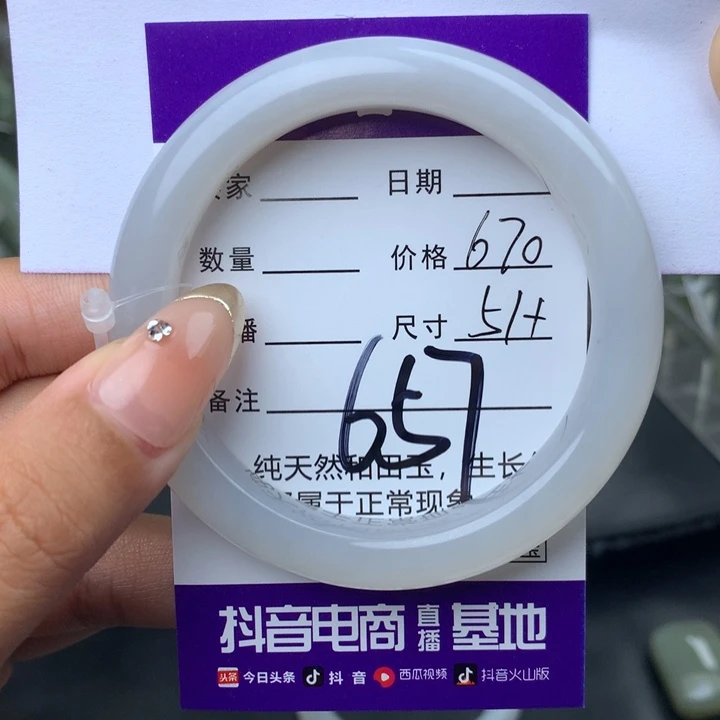 家 日期
数量 价格 670
播 尺寸 51+
657
备注
纯天然和田玉，生长
属于正常现象
抖音电商 直播 基地
头条 今日头条 抖音 西瓜视频 抖音火山版